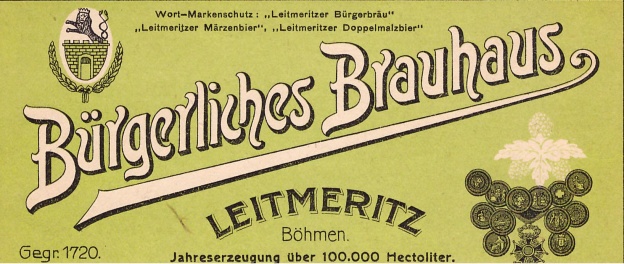 Wort-Markenschutz: „Leitmeritzer Bürgerbräu"
„Leitmeritzer Märzenbier", „Leitmeritzer Doppelmalzbier"
Bürgerliches Brauhaus
LEITMERITZ
Böhmen.
Gegr. 1720.
Jahreserzeugung über 100.000 Hectoliter.